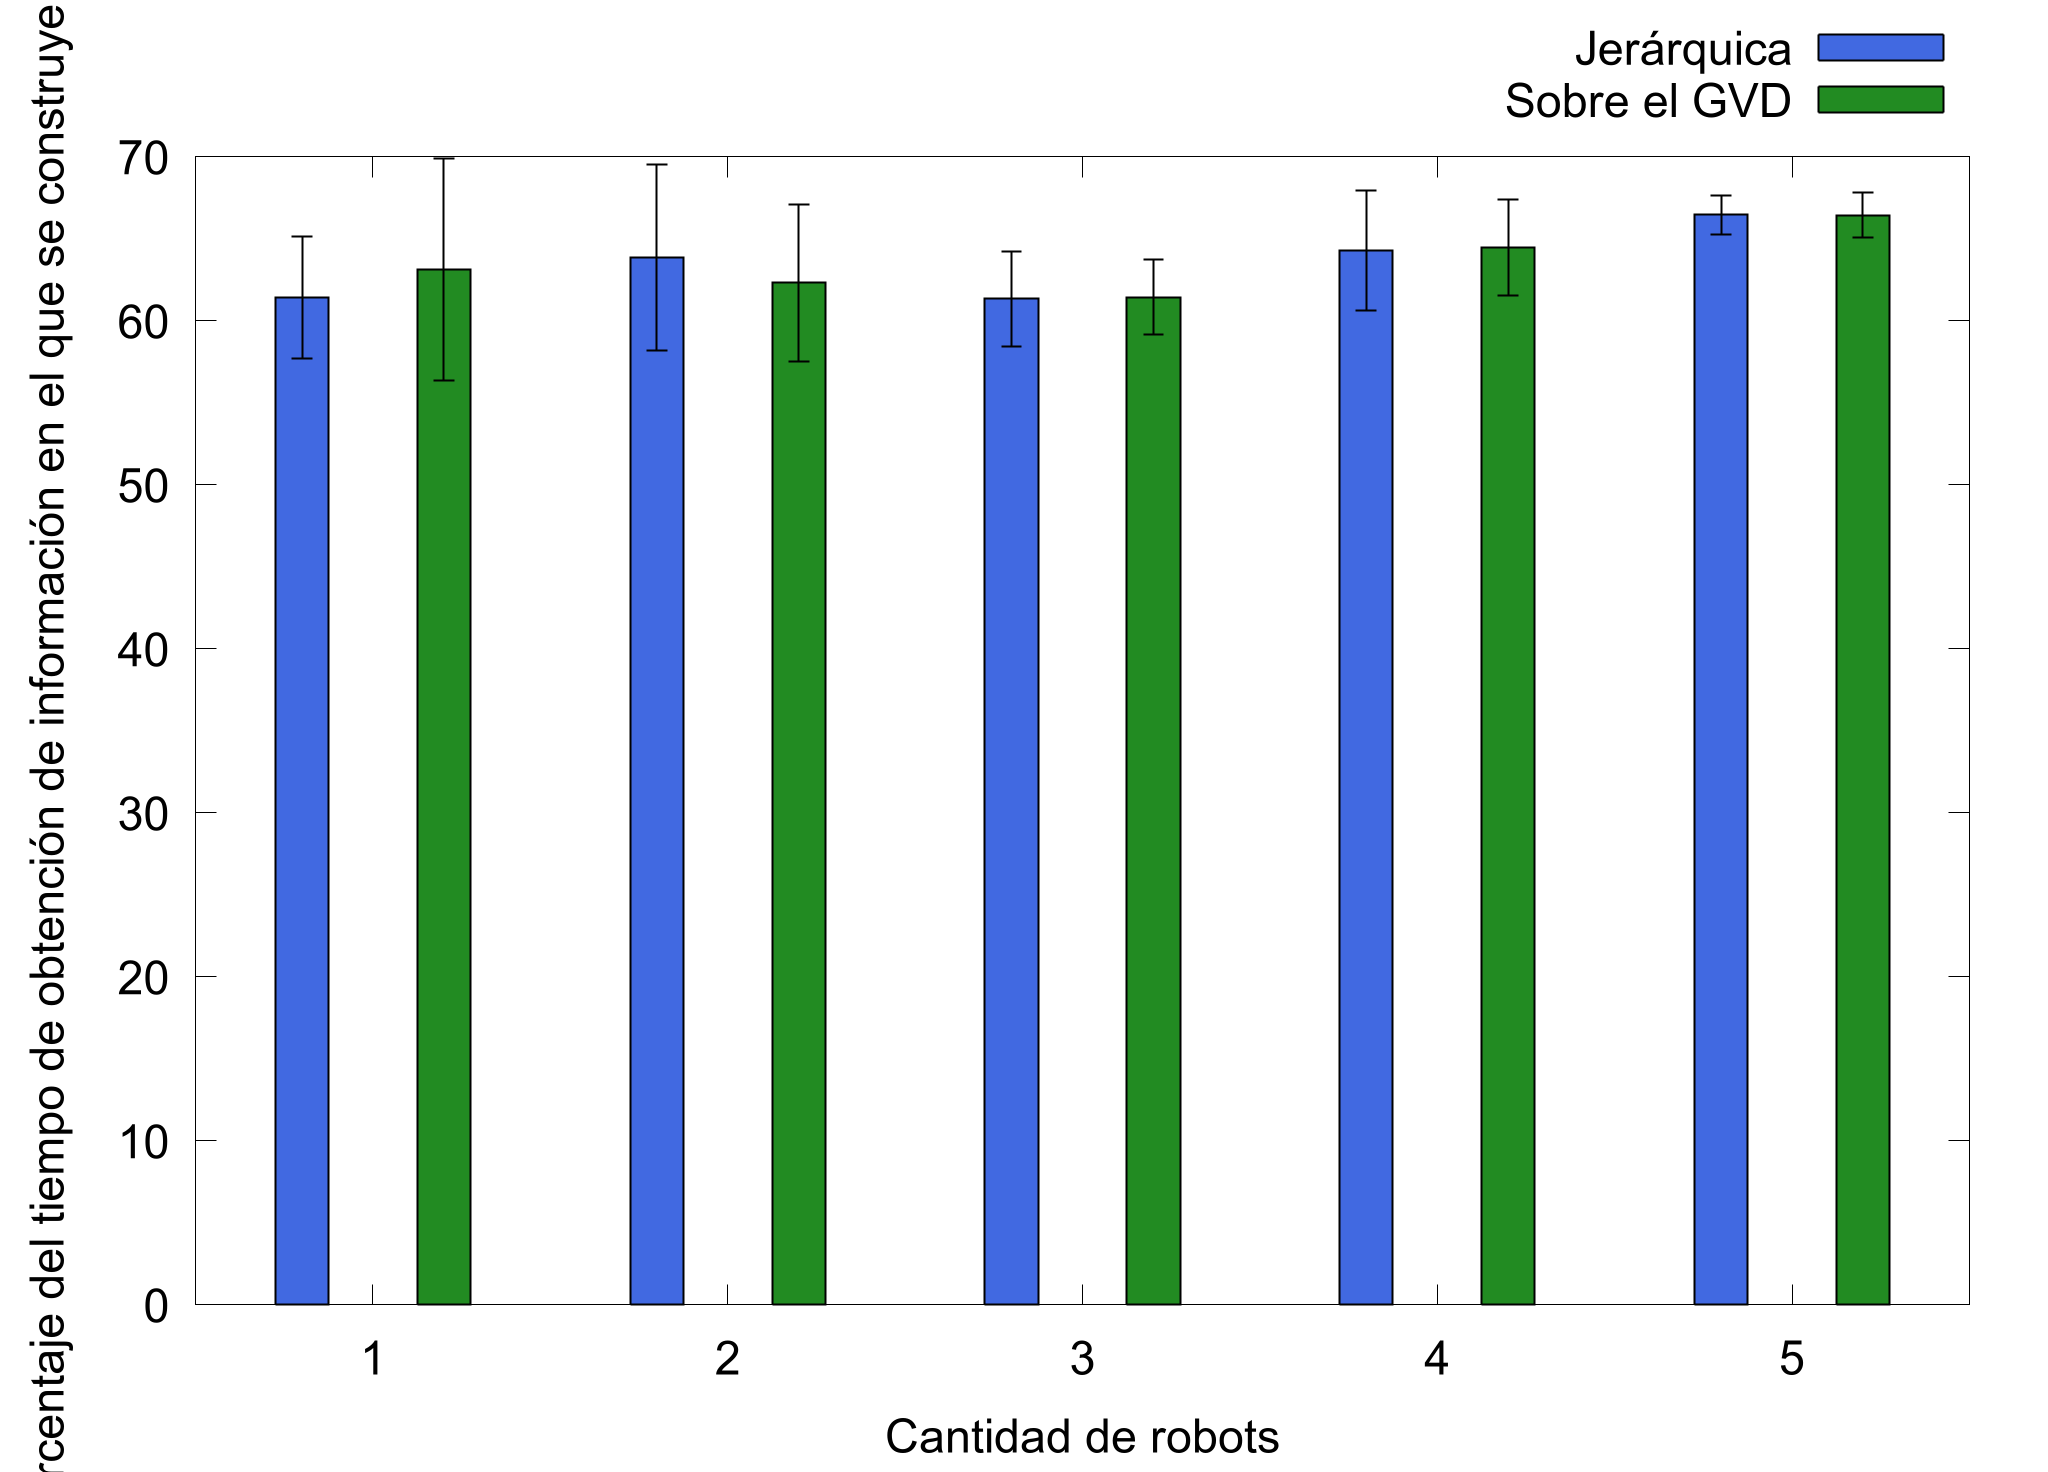 Jerárquica
Sobre el GVD
70
60
50
40
30
20
10
0
del tiempo de obtención de información en el que se construye
1 2 3 4 5
Cantidad de robots